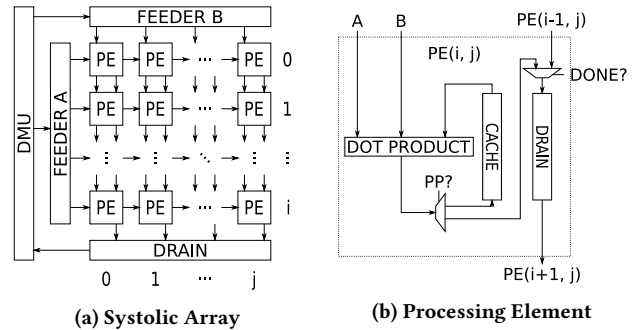 FEEDER B
DMU
FEEDER A
PE PE PE 0
PE PE PE 1
PE PE PE i
DRAIN
0 1 ... j
(a) Systolic Array
A B PE(i-1, j)
PE(i, j)
DONE?
CACHE
DRAIN
DOT PRODUCT
PP?
PE(i+1, j)
(b) Processing Element